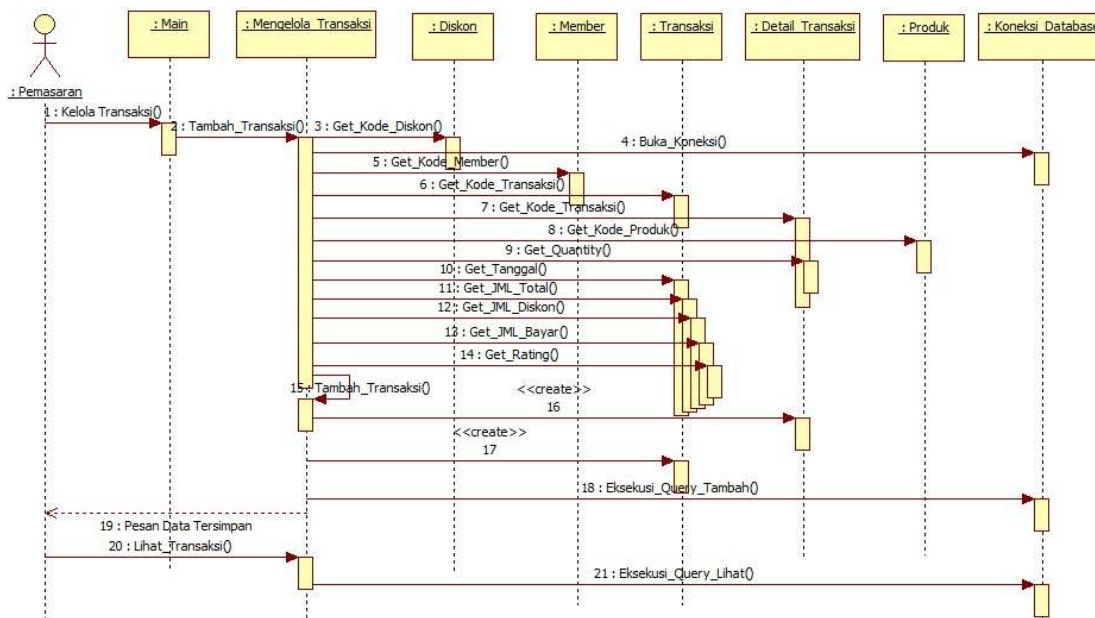 : Main
: Mengelola_Transaksi
: Diskon
: Member
: Transaksi
: Detail_Transaksi
: Produk
: Koneksi_Database
: Pemasaran
1 : Kelola Transaksi()
2 : Tambah_Transaksi()
3 : Get_Kode_Diskon()
4 : Buka_Koneksi()
5 : Get_Kode_Member()
6 : Get_Kode_Transaksi()
7 : Get_Kode_Transaksi()
8 : Get_Kode_Produk()
9 : Get_Quantity()
10 : Get_Tanggal()
11 : Get_JML_Total()
12 : Get_JML_Diskon()
13 : Get_JML_Bayar()
14 : Get_Rating()
15 : Tambah_Transaksi()
<<create>>
16
<<create>>
17
18 : Eksekusi_Query_Tambah()
19 : Pesan Data Tersimpan
20 : Lihat_Transaksi()
21 : Eksekusi_Query_Lihat()